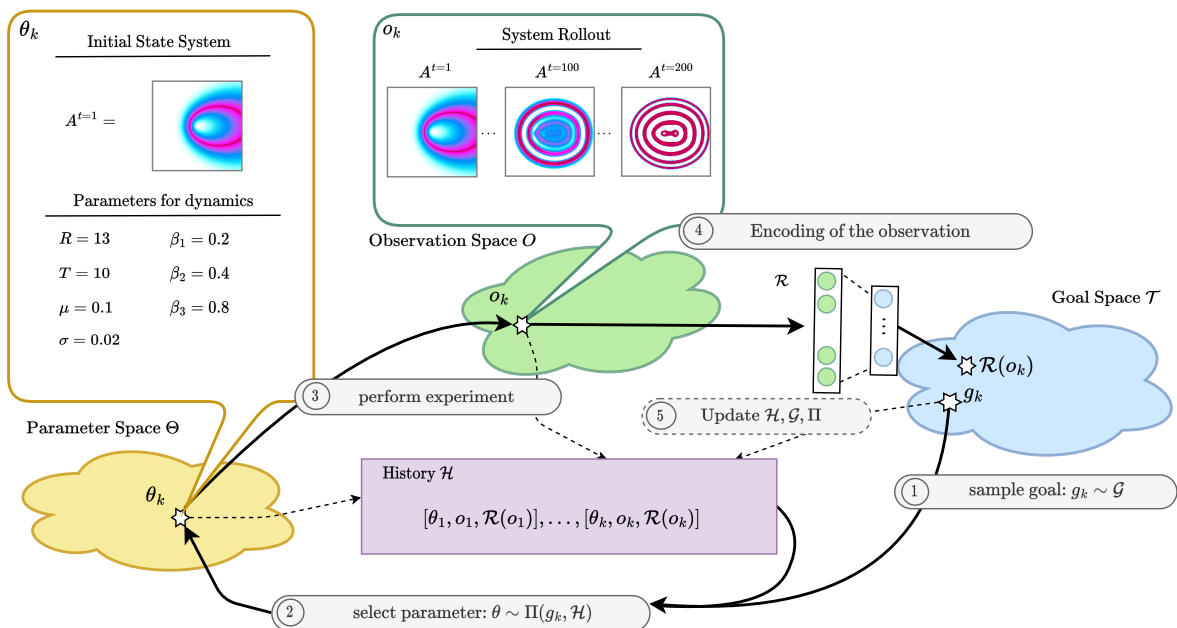 θ_k
Initial State System
A^{t=1} =
Parameters for dynamics
R = 13 β_1 = 0.2
T = 10 β_2 = 0.4
μ = 0.1 β_3 = 0.8
σ = 0.02
o_k
System Rollout
A^{t=1} A^{t=100} A^{t=200}
... ...
Observation Space O
4 Encoding of the observation
R
Goal Space T
o_k
R(o_k)
g_k
3 perform experiment
5 Update H, G, Π
Parameter Space Θ
θ_k
History H
[θ_1, o_1, R(o_1)], ..., [θ_k, o_k, R(o_k)]
1 sample goal: g_k ∼ G
2 select parameter: θ ∼ Π(g_k, H)